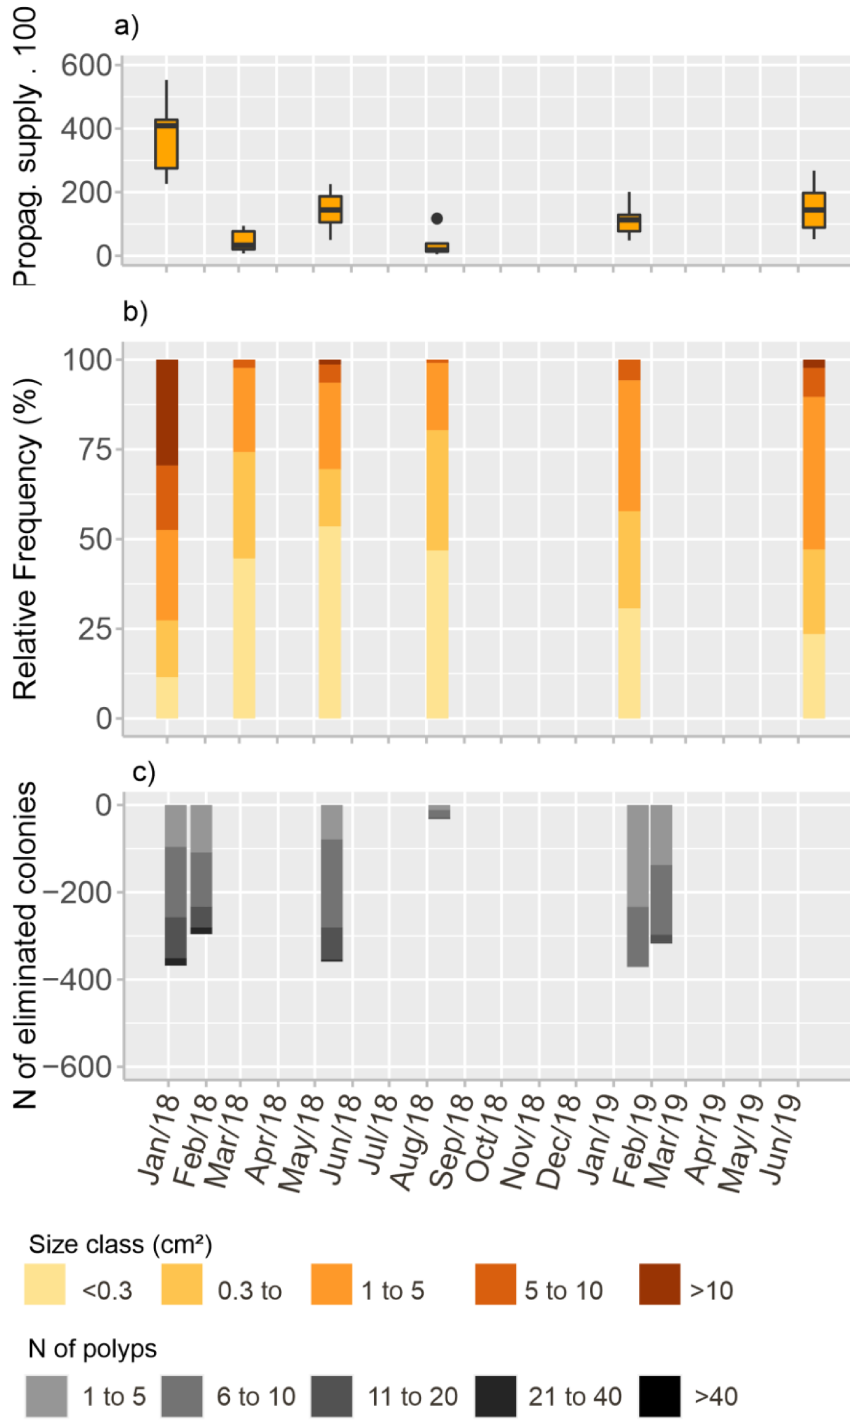 a)
Propag. supply . 100
600
400
200
0
b)
Relative Frequency (%)
100
75
50
25
0
c)
N of eliminated colonies
0
−200
−400
−600
Jan/18
Feb/18
Mar/18
Apr/18
May/18
Jun/18
Jul/18
Aug/18
Sep/18
Oct/18
Nov/18
Dec/18
Jan/19
Feb/19
Mar/19
Apr/19
May/19
Jun/19
Size class (cm²)
<0.3 0.3 to 1 to 5 5 to 10 >10
N of polyps
1 to 5 6 to 10 11 to 20 21 to 40 >40